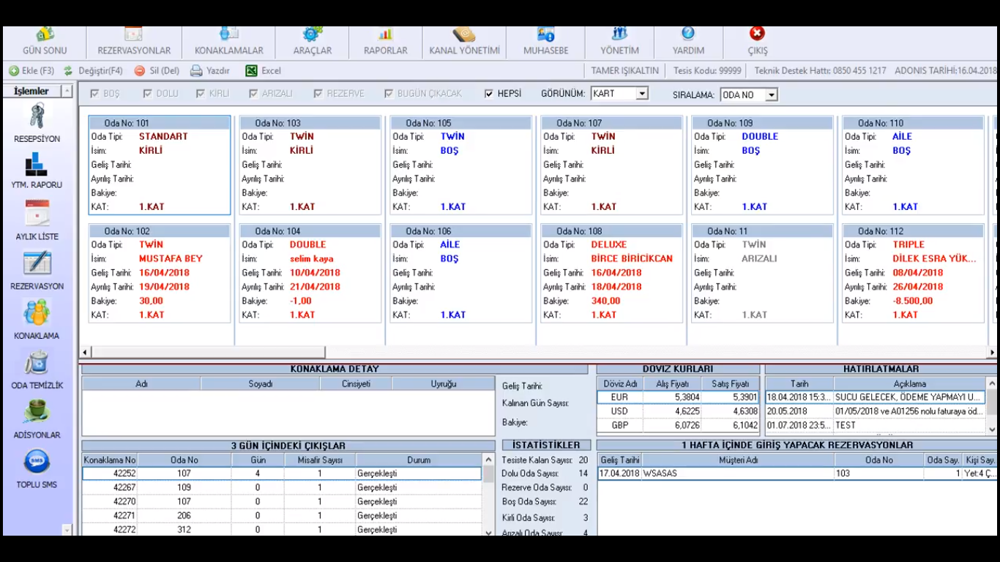 GÜN SONU
REZERVASYONLAR
KONAKLAMALAR
ARAÇLAR
RAPORLAR
KANAL YÖNETİMİ
MUHASEBE
YÖNETİM
YARDIM
ÇIKIŞ
Ekle (F3)
Değiştir(F4)
Sil (Del)
Yazdır
Excel
TAMER IŞIKALTIN
Tesis Kodu: 99999
Teknik Destek Hattı: 0850 455 1217
ADONIS TARİHİ:16.04.2018
İşlemler
RESEPSİYON
YTM. RAPORU
AYLIK LİSTE
REZERVASYON
KONAKLAMA
ODA TEMİZLİK
ADİSYONLAR
SMS
TOPLU SMS
BOŞ
DOLU
KİRLİ
ARIZALI
REZERVE
BUGÜN ÇIKACAK
HEPSİ
GÖRÜNÜM: KART
SIRALAMA: ODA NO
Oda No: 101
Oda Tipi: STANDART
İsim: KİRLİ
Geliş Tarihi:
Ayrılış Tarihi:
Bakiye:
KAT: 1.KAT
Oda No: 103
Oda Tipi: TWİN
İsim: KİRLİ
Geliş Tarihi:
Ayrılış Tarihi:
Bakiye:
KAT: 1.KAT
Oda No: 105
Oda Tipi: TWİN
İsim: BOŞ
Geliş Tarihi:
Ayrılış Tarihi:
Bakiye:
KAT: 1.KAT
Oda No: 107
Oda Tipi: TWİN
İsim: KİRLİ
Geliş Tarihi:
Ayrılış Tarihi:
Bakiye:
KAT: 1.KAT
Oda No: 109
Oda Tipi: DOUBLE
İsim: BOŞ
Geliş Tarihi:
Ayrılış Tarihi:
Bakiye:
KAT: 1.KAT
Oda No: 110
Oda Tipi: AİLE
İsim: BOŞ
Geliş Tarihi:
Ayrılış Tarihi:
Bakiye:
KAT: 1.KAT
Oda No: 102
Oda Tipi: TWİN
İsim: MUSTAFA BEY
Geliş Tarihi: 16/04/2018
Ayrılış Tarihi: 19/04/2018
Bakiye: 30,00
KAT: 1.KAT
Oda No: 104
Oda Tipi: DOUBLE
İsim: selim kaya
Geliş Tarihi: 10/04/2018
Ayrılış Tarihi: 21/04/2018
Bakiye: -1,00
KAT: 1.KAT
Oda No: 106
Oda Tipi: AİLE
İsim: BOŞ
Geliş Tarihi:
Ayrılış Tarihi:
Bakiye:
KAT: 1.KAT
Oda No: 108
Oda Tipi: DELUXE
İsim: BİRCE BİRİCİKCAN
Geliş Tarihi: 16/04/2018
Ayrılış Tarihi: 18/04/2018
Bakiye: 340,00
KAT: 1.KAT
Oda No: 11
Oda Tipi: TWİN
İsim: ARIZALI
Geliş Tarihi:
Ayrılış Tarihi:
Bakiye:
KAT: 1.KAT
Oda No: 112
Oda Tipi: TRIPLE
İsim: DİLEK ESRA YÜK...
Geliş Tarihi: 08/04/2018
Ayrılış Tarihi: 26/04/2018
Bakiye: -8.500,00
KAT: 1.KAT
KONAKLAMA DETAY
Adı Soyadı Cinsiyeti Uyruğu
Geliş Tarihi:
Kalınan Gün Sayısı:
Bakiye:
DÖVİZ KURLARI
Döviz Adı Alış Fiyatı Satış Fiyatı
EUR 5,3804 5,3901
USD 4,6225 4,6308
GBP 6,0726 6,1042
HATIRLATMALAR
Tarih Açıklama
18.04.2018 15:3... SUCU GELECEK, ÖDEME YAPMAYI U...
20.05.2018 01/05/2018 ve A01256 nolu faturaya öd...
01.07.2018 23:5... TEST
3 GÜN İÇİNDEKİ ÇIKIŞLAR
Konaklama No Oda No Gün Misafir Sayısı Durum
42252 107 4 1 Gerçekleşti
42267 109 0 1 Gerçekleşti
42270 107 0 1 Gerçekleşti
42271 206 0 1 Gerçekleşti
42272 312 0 1 Gerçekleşti
İSTATİSTİKLER
Tesiste Kalan Sayısı: 20
Dolu Oda Sayısı: 14
Rezerve Oda Sayısı: 0
Boş Oda Sayısı: 22
Kirli Oda Sayısı: 3
Arızalı Oda Sayısı: 4
1 HAFTA İÇİNDE GİRİŞ YAPACAK REZERVASYONLAR
Geliş Tarihi Müşteri Adı Oda No Oda Say. Kişi Say.
17.04.2018 WSASAS 103 1 Yet:4 Ç...